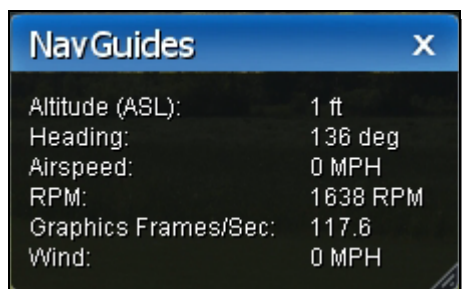 NavGuides X
Altitude (ASL): 1 ft
Heading: 136 deg
Airspeed: 0 MPH
RPM: 1638 RPM
Graphics Frames/Sec: 117.6
Wind: 0 MPH